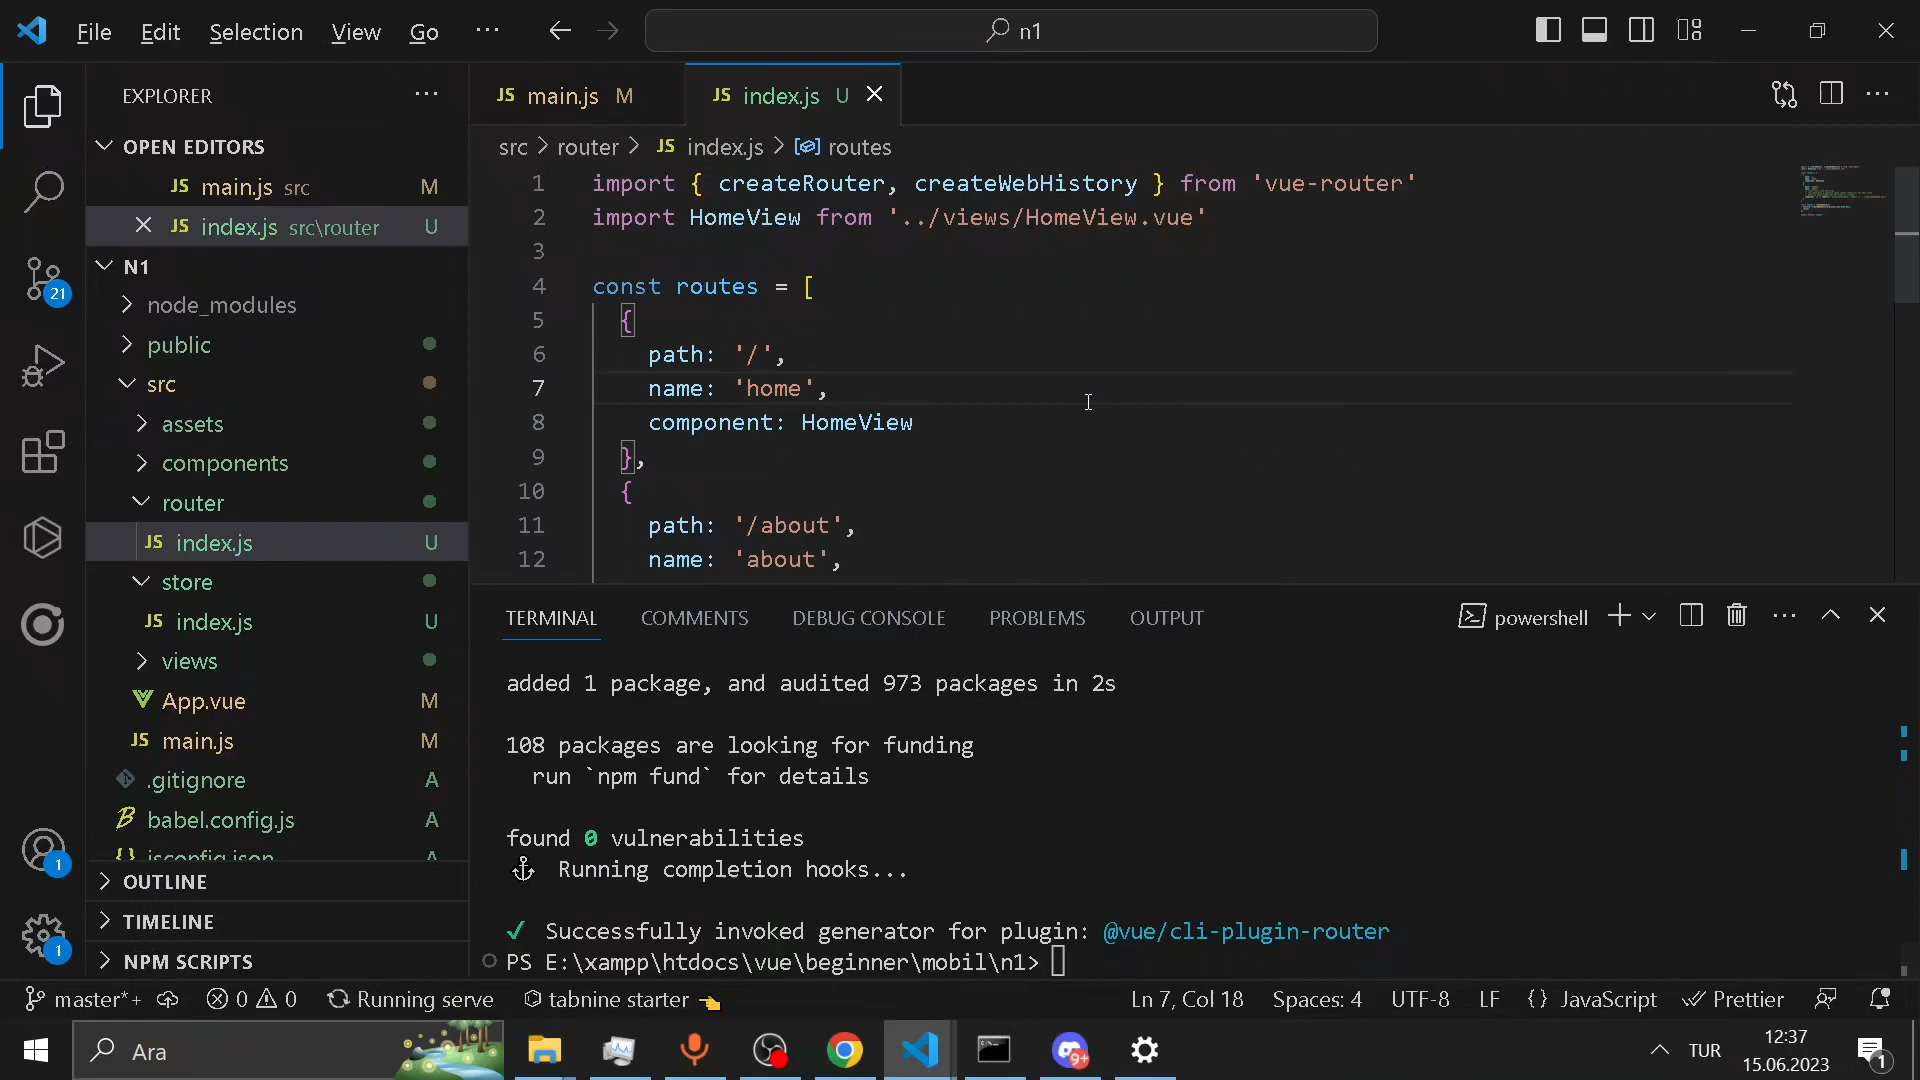 File Edit Selection View Go ··· n1
EXPLORER ···
OPEN EDITORS
JS main.js src M
JS index.js src\router U
N1
node_modules
public
src
assets
components
router
JS index.js U
store
JS index.js U
views
App.vue M
JS main.js M
.gitignore A
babel.config.js A
{} jsconfig.json A
OUTLINE
TIMELINE
NPM SCRIPTS
21
1
1
JS main.js M JS index.js U
src > router > JS index.js > routes
1 import { createRouter, createWebHistory } from 'vue-router'
2 import HomeView from '../views/HomeView.vue'
3
4 const routes = [
5 {
6 path: '/',
7 name: 'home',
8 component: HomeView
9 },
10 {
11 path: '/about',
12 name: 'about',
TERMINAL COMMENTS DEBUG CONSOLE PROBLEMS OUTPUT powershell
added 1 package, and audited 973 packages in 2s
108 packages are looking for funding
run `npm fund` for details
found 0 vulnerabilities
Running completion hooks...
✓ Successfully invoked generator for plugin: @vue/cli-plugin-router
PS E:\xampp\htdocs\vue\beginner\mobil\n1>
master*+ 0 0 Running serve tabnine starter Ln 7, Col 18 Spaces: 4 UTF-8 LF {} JavaScript Prettier
Ara 9+ TUR 12:37
15.06.2023 1